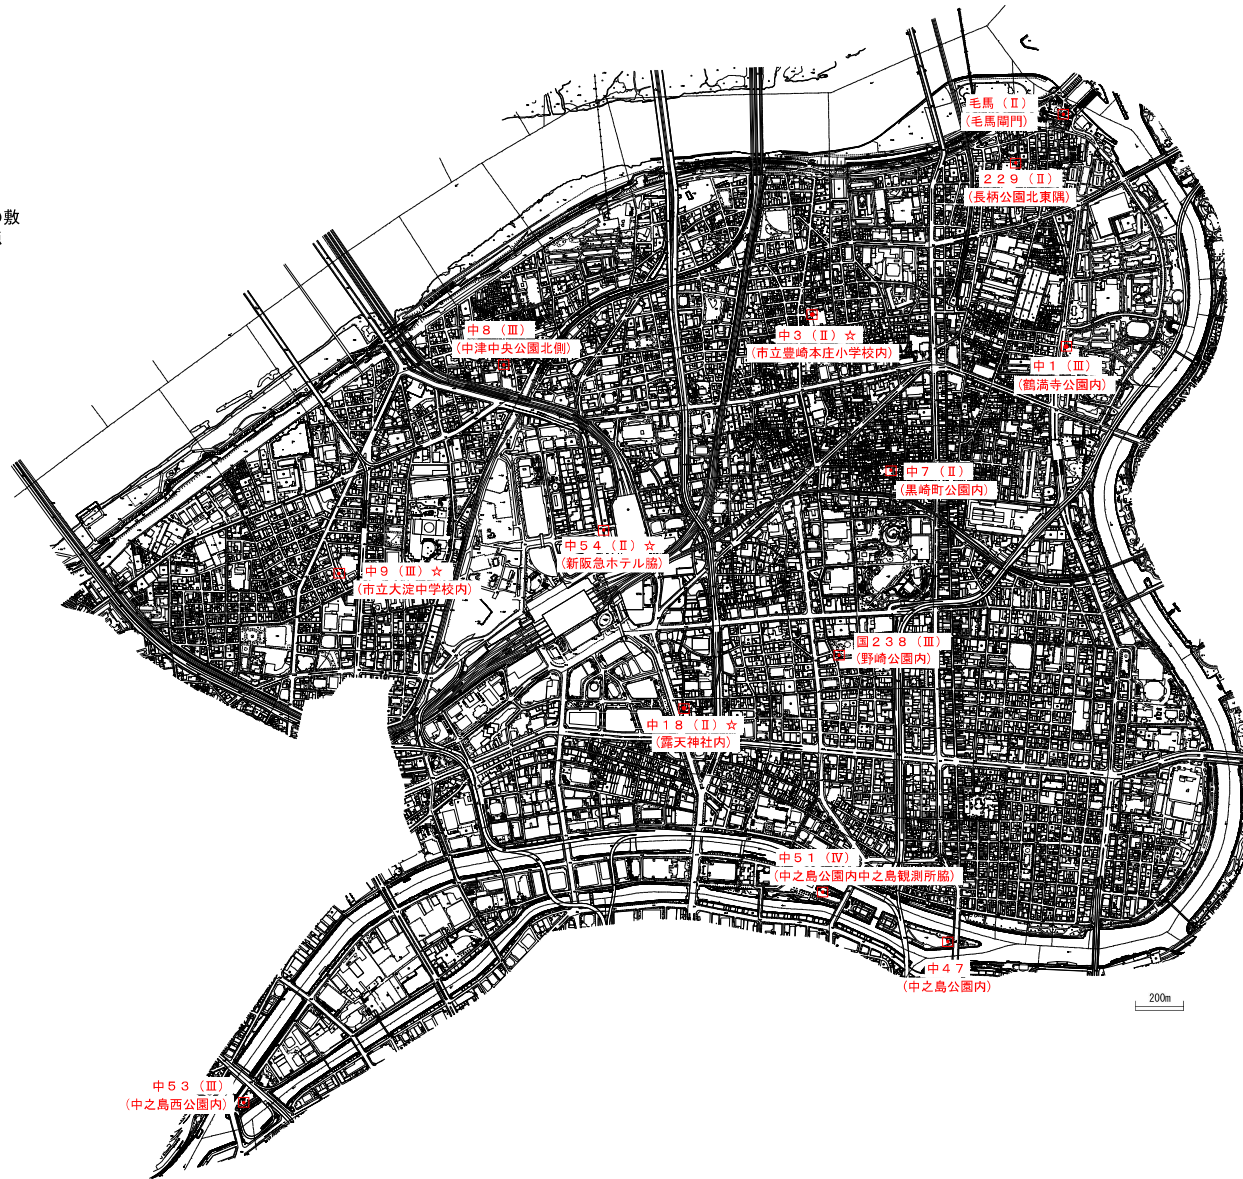 毛馬（Ⅱ）
（毛馬閘門）
２２９（Ⅱ）
（長柄公園北東隅）
の敷
中８（Ⅲ）
（中津中央公園北側）
中３（Ⅱ）☆
（市立豊崎本庄小学校内）
中１（Ⅲ）
（鶴満寺公園内）
中７（Ⅱ）
（黒崎町公園内）
中５４（Ⅱ）☆
（新阪急ホテル脇）
中９（Ⅲ）☆
（市立大淀中学校内）
国２３８（Ⅲ）
（野崎公園内）
中１８（Ⅱ）☆
（露天神社内）
中５１（Ⅳ）
（中之島公園内中之島観測所脇）
中４７
（中之島公園内）
200m
中５３（Ⅲ）
（中之島西公園内）